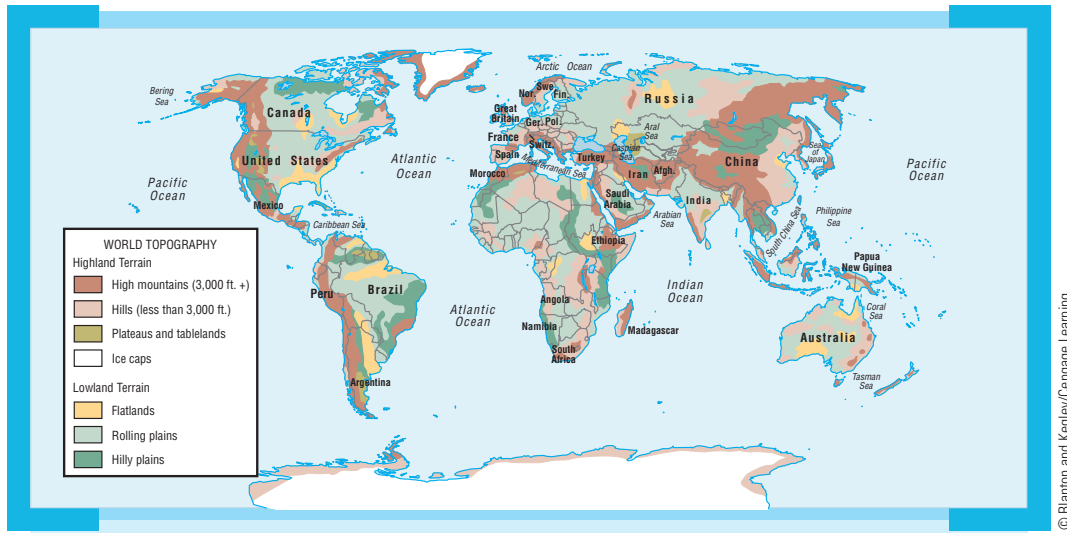 Arctic Ocean
Bering
Sea
Canada
Nor.
Swe.
Fin.
Russia
Great
Britain
Ger.
Pol.
France
Switz.
Aral
Sea
Caspian
Sea
United States
Atlantic
Ocean
Spain
Mediterranean Sea
Turkey
Iran
Afgh.
China
Sea
of
Japan
Pacific
Ocean
Pacific
Ocean
Morocco
Mexico
Saudi
Arabia
India
Arabian
Sea
South China Sea
Philippine
Sea
Caribbean Sea
Ethiopia
WORLD TOPOGRAPHY
Highland Terrain
High mountains (3,000 ft. +)
Hills (less than 3,000 ft.)
Plateaus and tablelands
Ice caps
Lowland Terrain
Flatlands
Rolling plains
Hilly plains
Peru
Brazil
Atlantic
Ocean
Angola
Indian
Ocean
Papua
New Guinea
Coral
Sea
Namibia
Madagascar
South
Africa
Australia
Argentina
Tasman
Sea
© Blanton and Kegley/Cengage Learning